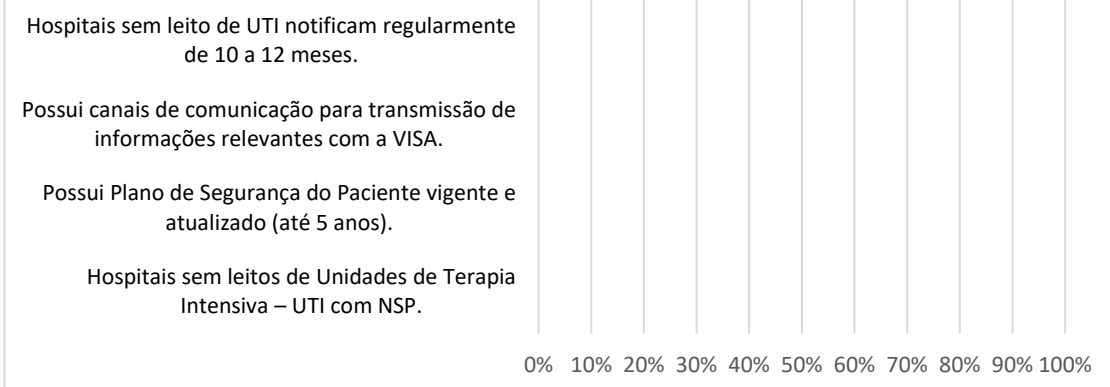 Hospitais sem leito de UTI notificam regularmente
de 10 a 12 meses.
Possui canais de comunicação para transmissão de
informações relevantes com a VISA.
Possui Plano de Segurança do Paciente vigente e
atualizado (até 5 anos).
Hospitais sem leitos de Unidades de Terapia
Intensiva – UTI com NSP.
0% 10% 20% 30% 40% 50% 60% 70% 80% 90% 100%